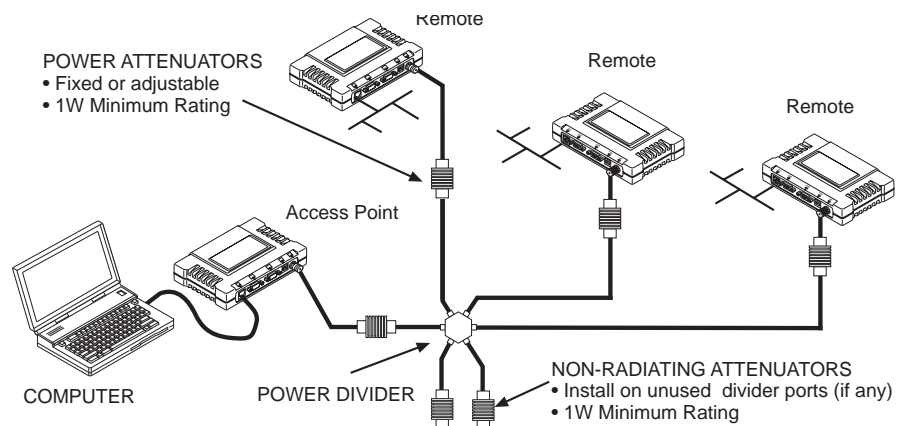 Remote
POWER ATTENUATORS
• Fixed or adjustable
• 1W Minimum Rating
Remote
Remote
Access Point
COMPUTER
POWER DIVIDER
NON-RADIATING ATTENUATORS
• Install on unused divider ports (if any)
• 1W Minimum Rating